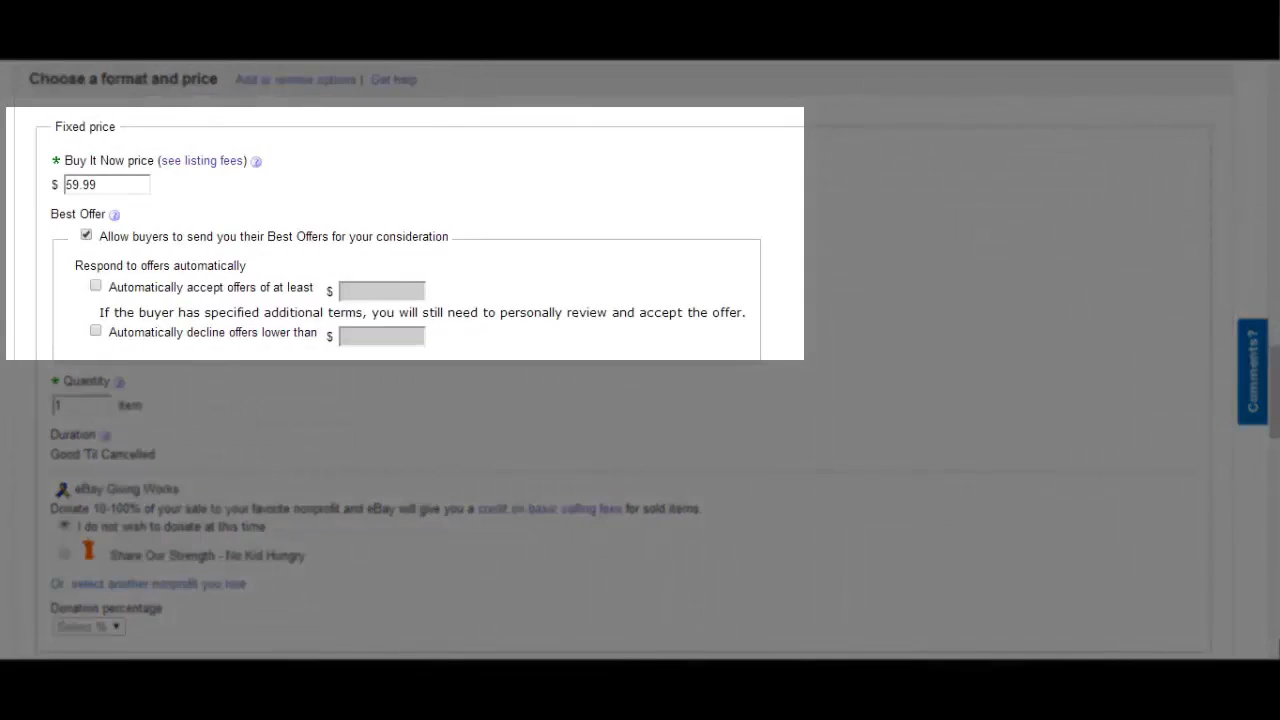 Choose a format and price Add or remove options | Get help
Fixed price
* Buy It Now price (see listing fees)
$ 59.99
Best Offer
Allow buyers to send you their Best Offers for your consideration
Respond to offers automatically
Automatically accept offers of at least $
If the buyer has specified additional terms, you will still need to personally review and accept the offer.
Automatically decline offers lower than $
* Quantity
1 item
Duration
Good 'Til Cancelled
eBay Giving Works
Donate 10-100% of your sale to your favorite nonprofit and eBay will give you a credit on basic selling fees for sold items.
I do not wish to donate at this time
Share Our Strength - No Kid Hungry
Or select another nonprofit you love
Donation percentage
Select %
Comments?